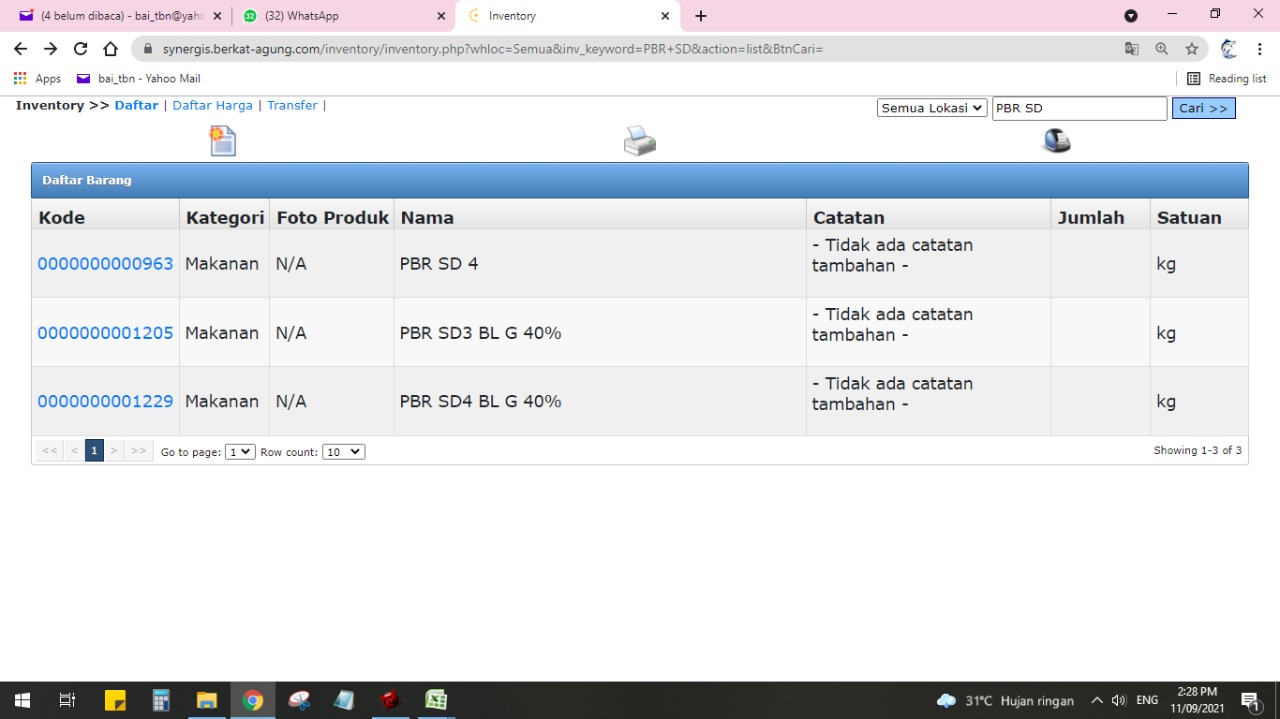 (4 belum dibaca) - bai_tbn@yaho
(32) WhatsApp
Inventory
synergis.berkat-agung.com/inventory/inventory.php?whloc=Semua&inv_keyword=PBR+SD&action=list&BtnCari=
Apps
bai_tbn - Yahoo Mail
Reading list
Inventory >> Daftar | Daftar Harga | Transfer |
Semua Lokasi
PBR SD
Cari >>
Daftar Barang
Kode Kategori Foto Produk Nama Catatan Jumlah Satuan
0000000000963 Makanan N/A PBR SD 4 - Tidak ada catatan
tambahan - kg
0000000001205 Makanan N/A PBR SD3 BL G 40% - Tidak ada catatan
tambahan - kg
0000000001229 Makanan N/A PBR SD4 BL G 40% - Tidak ada catatan
tambahan - kg
<< < 1 > >> Go to page: 1 Row count: 10 Showing 1-3 of 3
31°C Hujan ringan
ENG
2:28 PM
11/09/2021
1